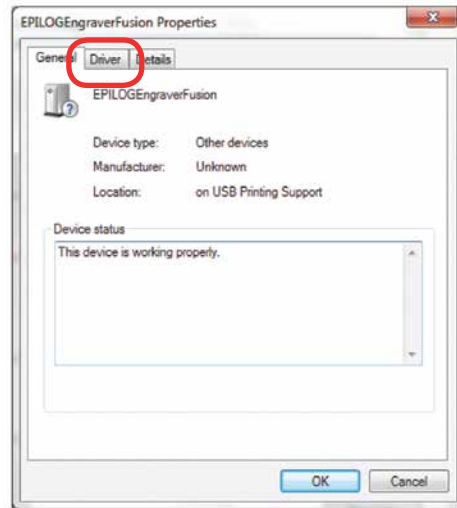 EPILOGEngraverFusion Properties
General Driver Details
EPILOGEngraverFusion
Device type: Other devices
Manufacturer: Unknown
Location: on USB Printing Support
Device status
This device is working properly.
OK Cancel